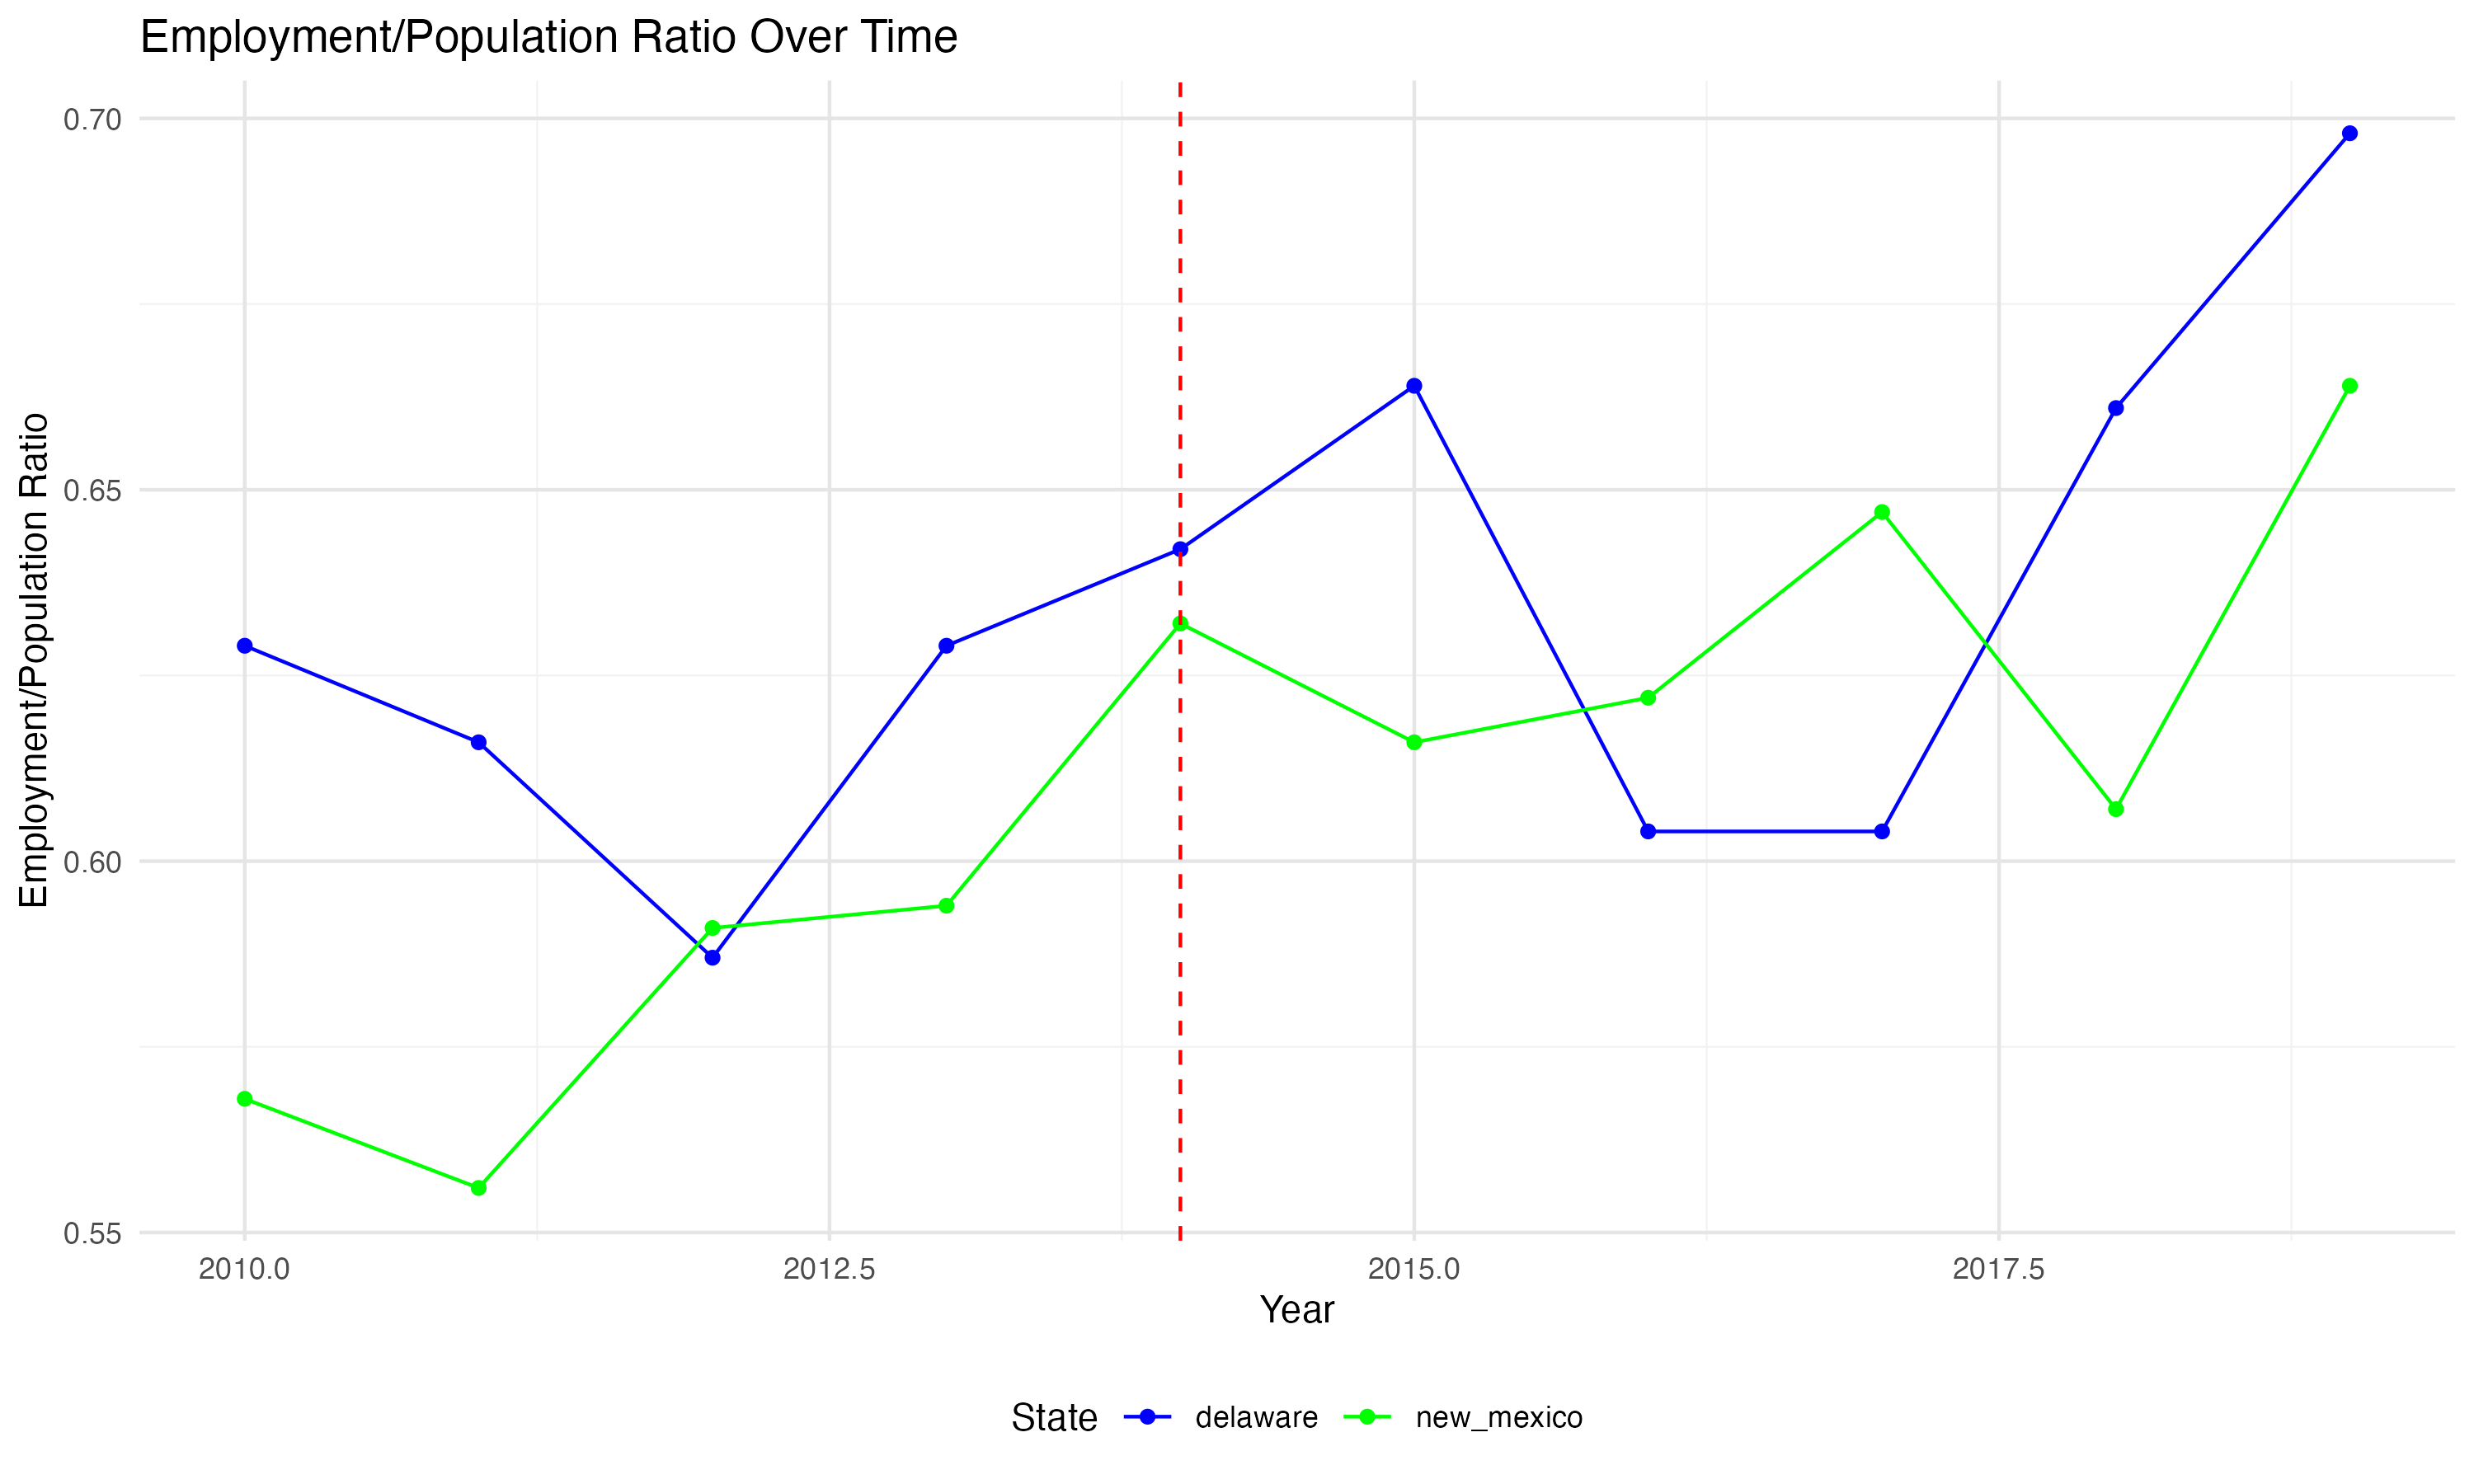 Employment/Population Ratio Over Time
Employment/Population Ratio
0.70
0.65
0.60
0.55
2010.0 2012.5 2015.0 2017.5
Year
State delaware new_mexico